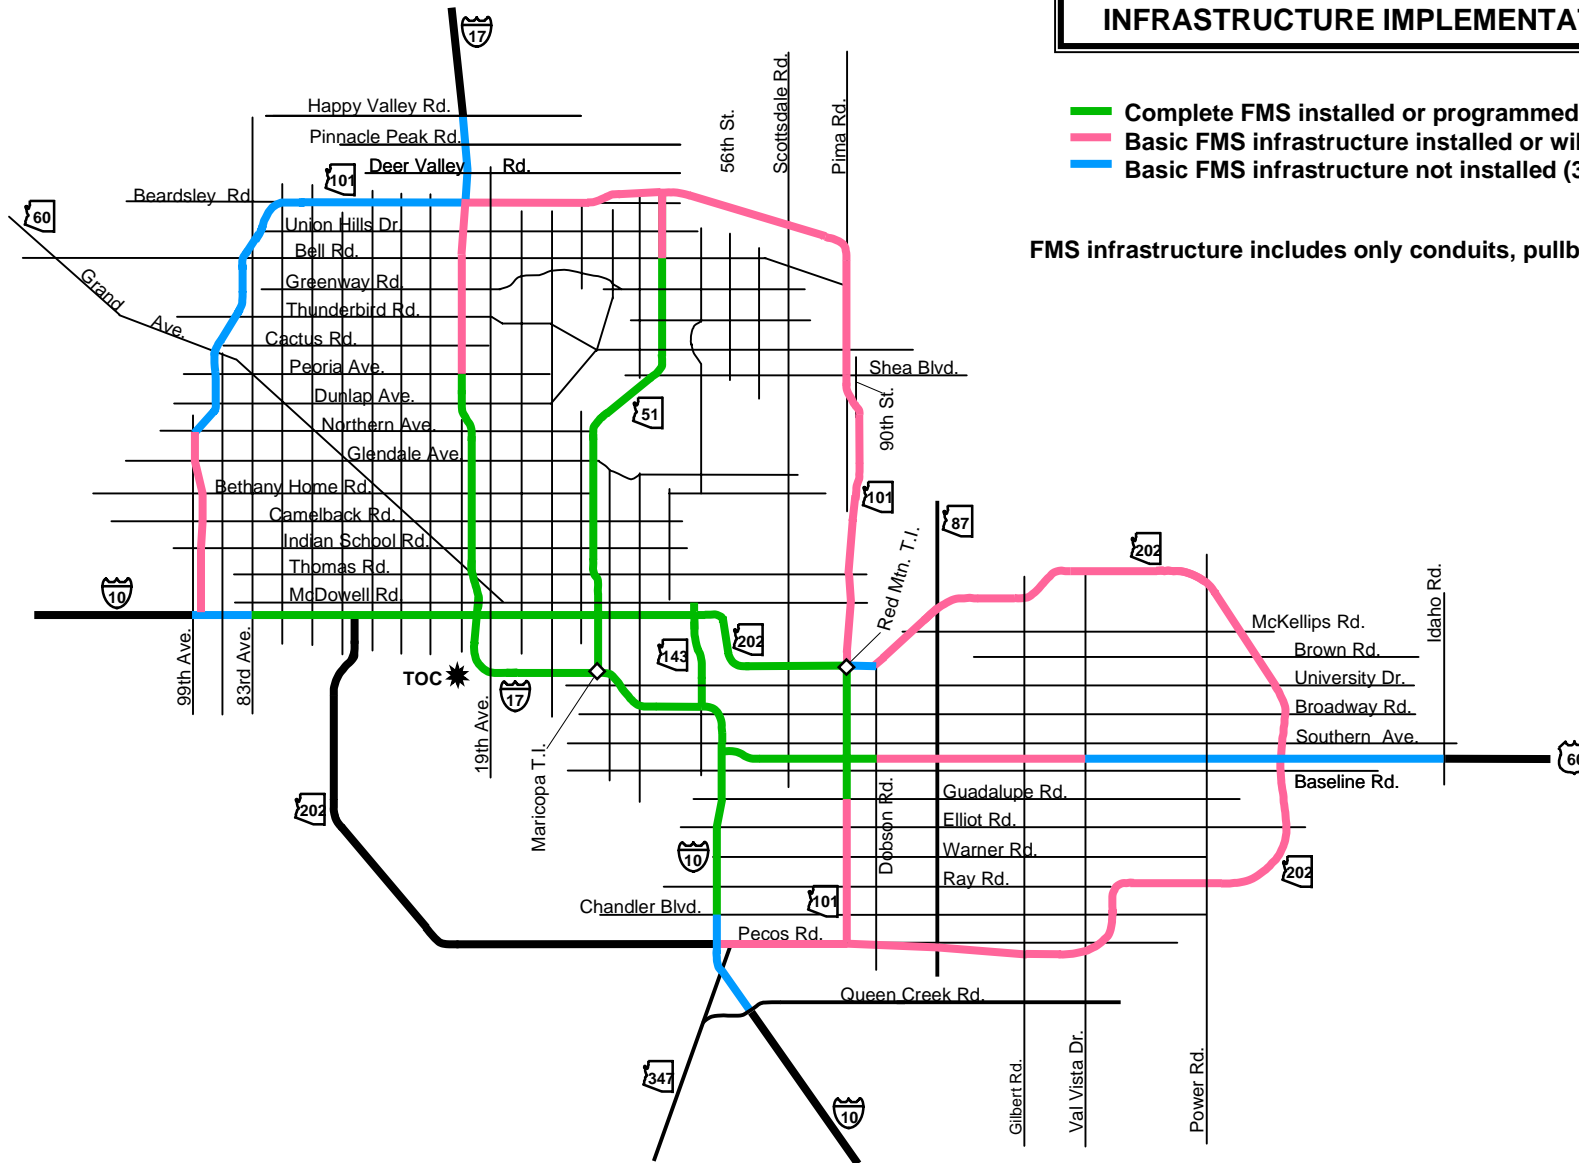 INFRASTRUCTURE IMPLEMENTAT
Complete FMS installed or programmed
Basic FMS infrastructure installed or wil
Basic FMS infrastructure not installed (3
FMS infrastructure includes only conduits, pullb
17
Happy Valley Rd.
Pinnacle Peak Rd.
Deer Valley Rd.
101
Beardsley Rd.
60
Union Hills Dr.
Bell Rd.
Greenway Rd.
Thunderbird Rd.
Cactus Rd.
Peoria Ave.
Dunlap Ave.
Northern Ave.
Glendale Ave.
Bethany Home Rd.
Camelback Rd.
Indian School Rd.
Thomas Rd.
McDowell Rd.
Grand Ave.
56th St.
Scottsdale Rd.
Pima Rd.
Shea Blvd.
90th St.
51
101
87
202
Red Mtn. T.I.
10
99th Ave.
83rd Ave.
TOC
17
19th Ave.
Maricopa T.I.
143
202
McKellips Rd.
Brown Rd.
University Dr.
Broadway Rd.
Southern Ave.
Baseline Rd.
Idaho Rd.
60
202
Guadalupe Rd.
Elliot Rd.
Warner Rd.
Ray Rd.
Dobson Rd.
10
101
202
Chandler Blvd.
Pecos Rd.
Queen Creek Rd.
347
10
Gilbert Rd.
Val Vista Dr.
Power Rd.